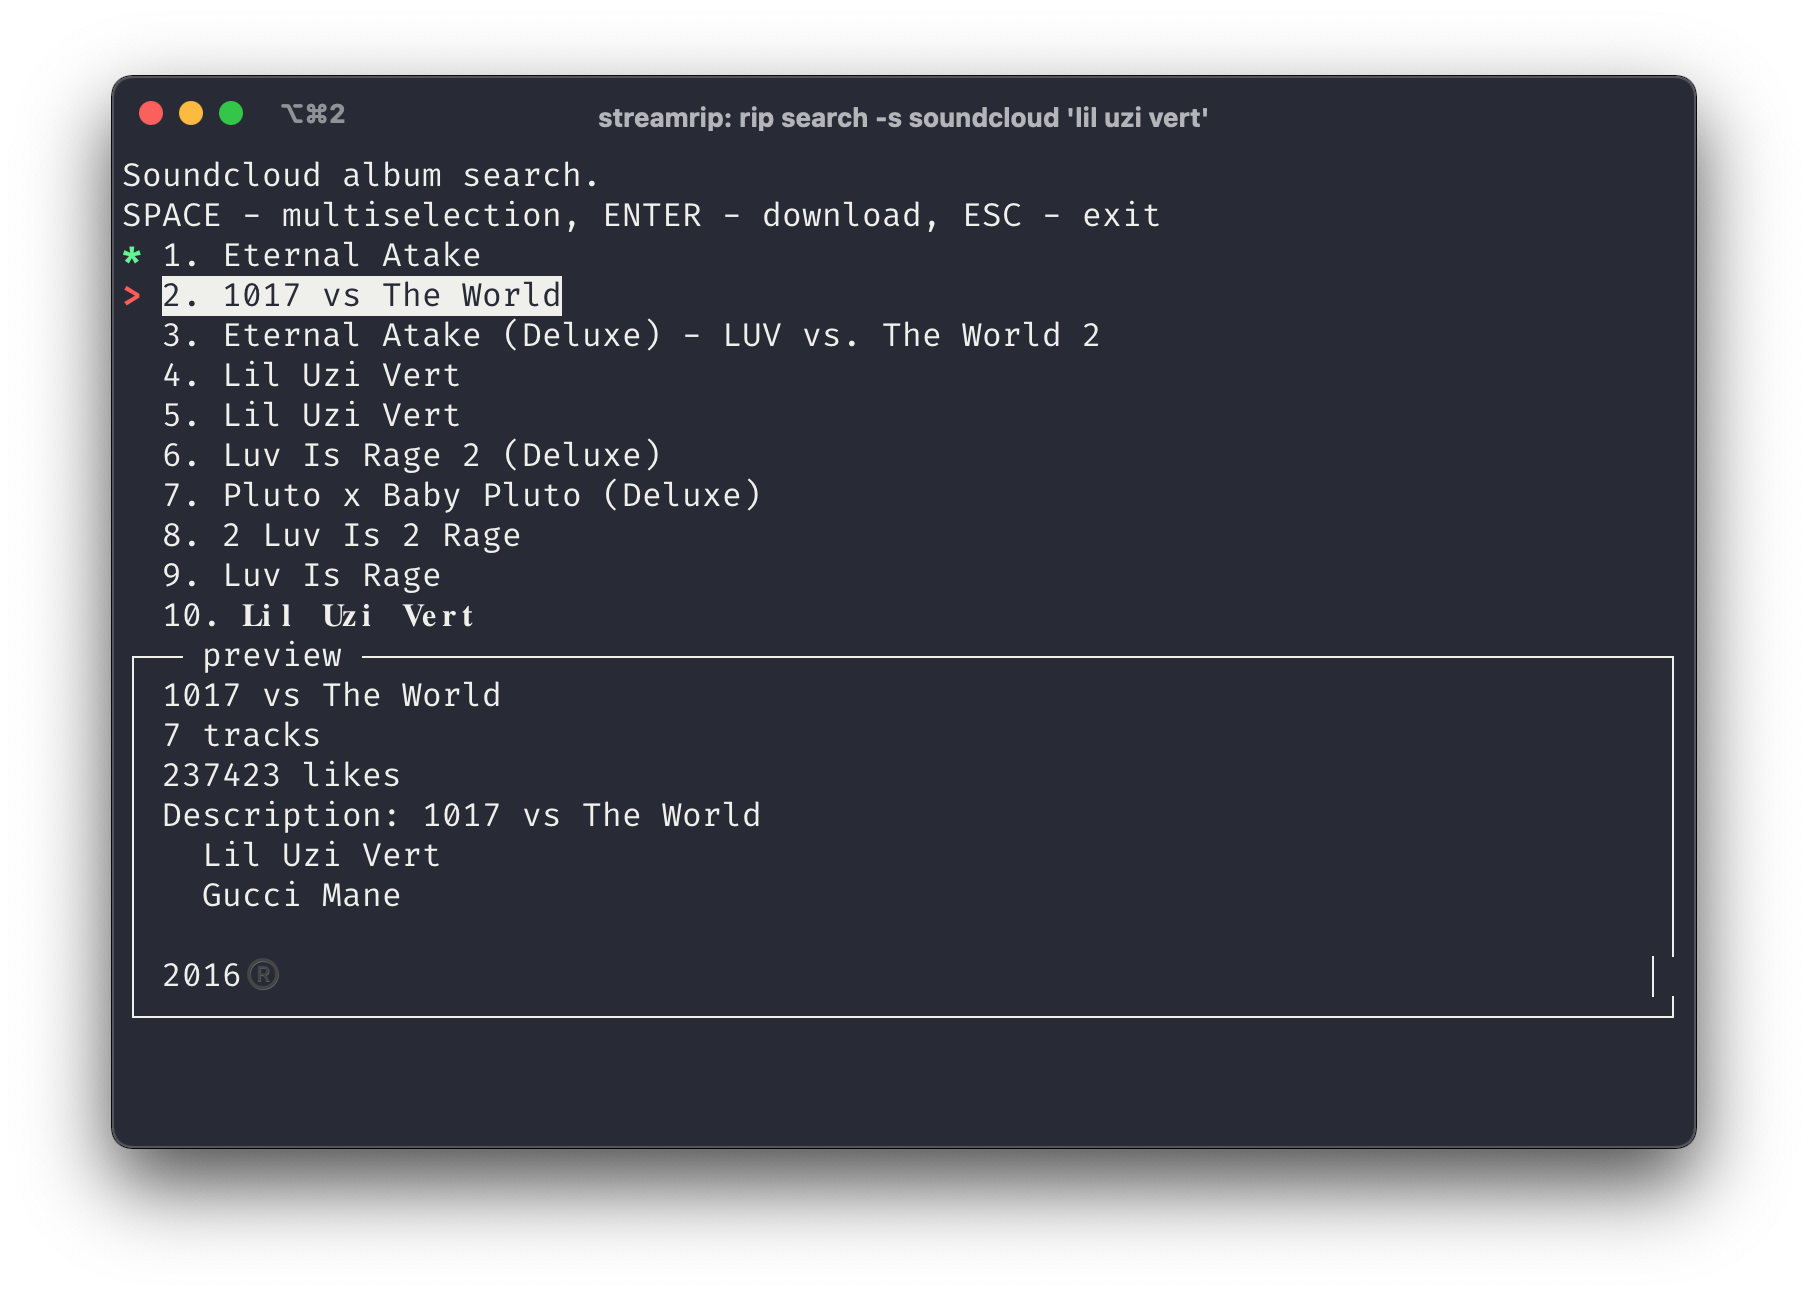 ⌥⌘2
streamrip: rip search -s soundcloud 'lil uzi vert'
Soundcloud album search.
SPACE - multiselection, ENTER - download, ESC - exit
* 1. Eternal Atake
> 2. 1017 vs The World
3. Eternal Atake (Deluxe) - LUV vs. The World 2
4. Lil Uzi Vert
5. Lil Uzi Vert
6. Luv Is Rage 2 (Deluxe)
7. Pluto x Baby Pluto (Deluxe)
8. 2 Luv Is 2 Rage
9. Luv Is Rage
10. 𝐋𝐢𝐥 𝐔𝐳𝐢 𝐕𝐞𝐫𝐭
preview
1017 vs The World
7 tracks
237423 likes
Description: 1017 vs The World
Lil Uzi Vert
Gucci Mane
2016®